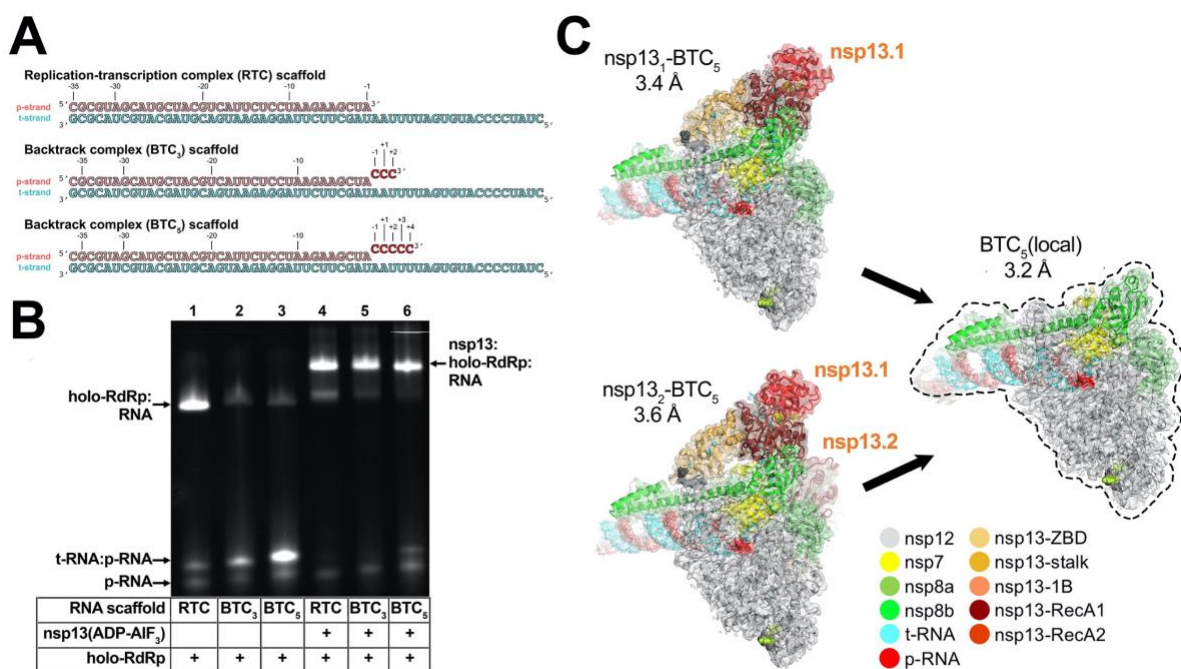 A
Replication-transcription complex (RTC) scaffold
-35 -30 -20 -10 -1
p-strand 5' CGCGUAGCAUGCUACGUCAUUCUCCUAAGAAGCUA 3'
t-strand 3' GCGCAUCGUACGAUGCAGUAAGAGGAUUCUUCGAUAAUUUUAGUGUACCCCUAUC 5'
Backtrack complex (BTC3) scaffold
-1 +1 +2
-35 -30 -20 -10
CCC 3'
p-strand 5' CGCGUAGCAUGCUACGUCAUUCUCCUAAGAAGCUA
t-strand 3' GCGCAUCGUACGAUGCAGUAAGAGGAUUCUUCGAUAAUUUUAGUGUACCCCUAUC 5'
Backtrack complex (BTC5) scaffold
-1 +1 +2 +3 +4
-35 -30 -20 -10
CCCCC 3'
p-strand 5' CGCGUAGCAUGCUACGUCAUUCUCCUAAGAAGCUA
t-strand 3' GCGCAUCGUACGAUGCAGUAAGAGGAUUCUUCGAUAAUUUUAGUGUACCCCUAUC 5'
B
1 2 3 4 5 6
holo-RdRp:
RNA
nsp13:
holo-RdRp:
RNA
t-RNA:p-RNA
p-RNA
RNA scaffold RTC BTC3 BTC5 RTC BTC3 BTC5
nsp13(ADP-AlF3) + + +
holo-RdRp + + + + + +
C
nsp13.1
nsp131-BTC5
3.4 Å
nsp13.1
nsp132-BTC5
3.6 Å
nsp13.2
BTC5(local)
3.2 Å
nsp12
nsp7
nsp8a
nsp8b
t-RNA
p-RNA
nsp13-ZBD
nsp13-stalk
nsp13-1B
nsp13-RecA1
nsp13-RecA2